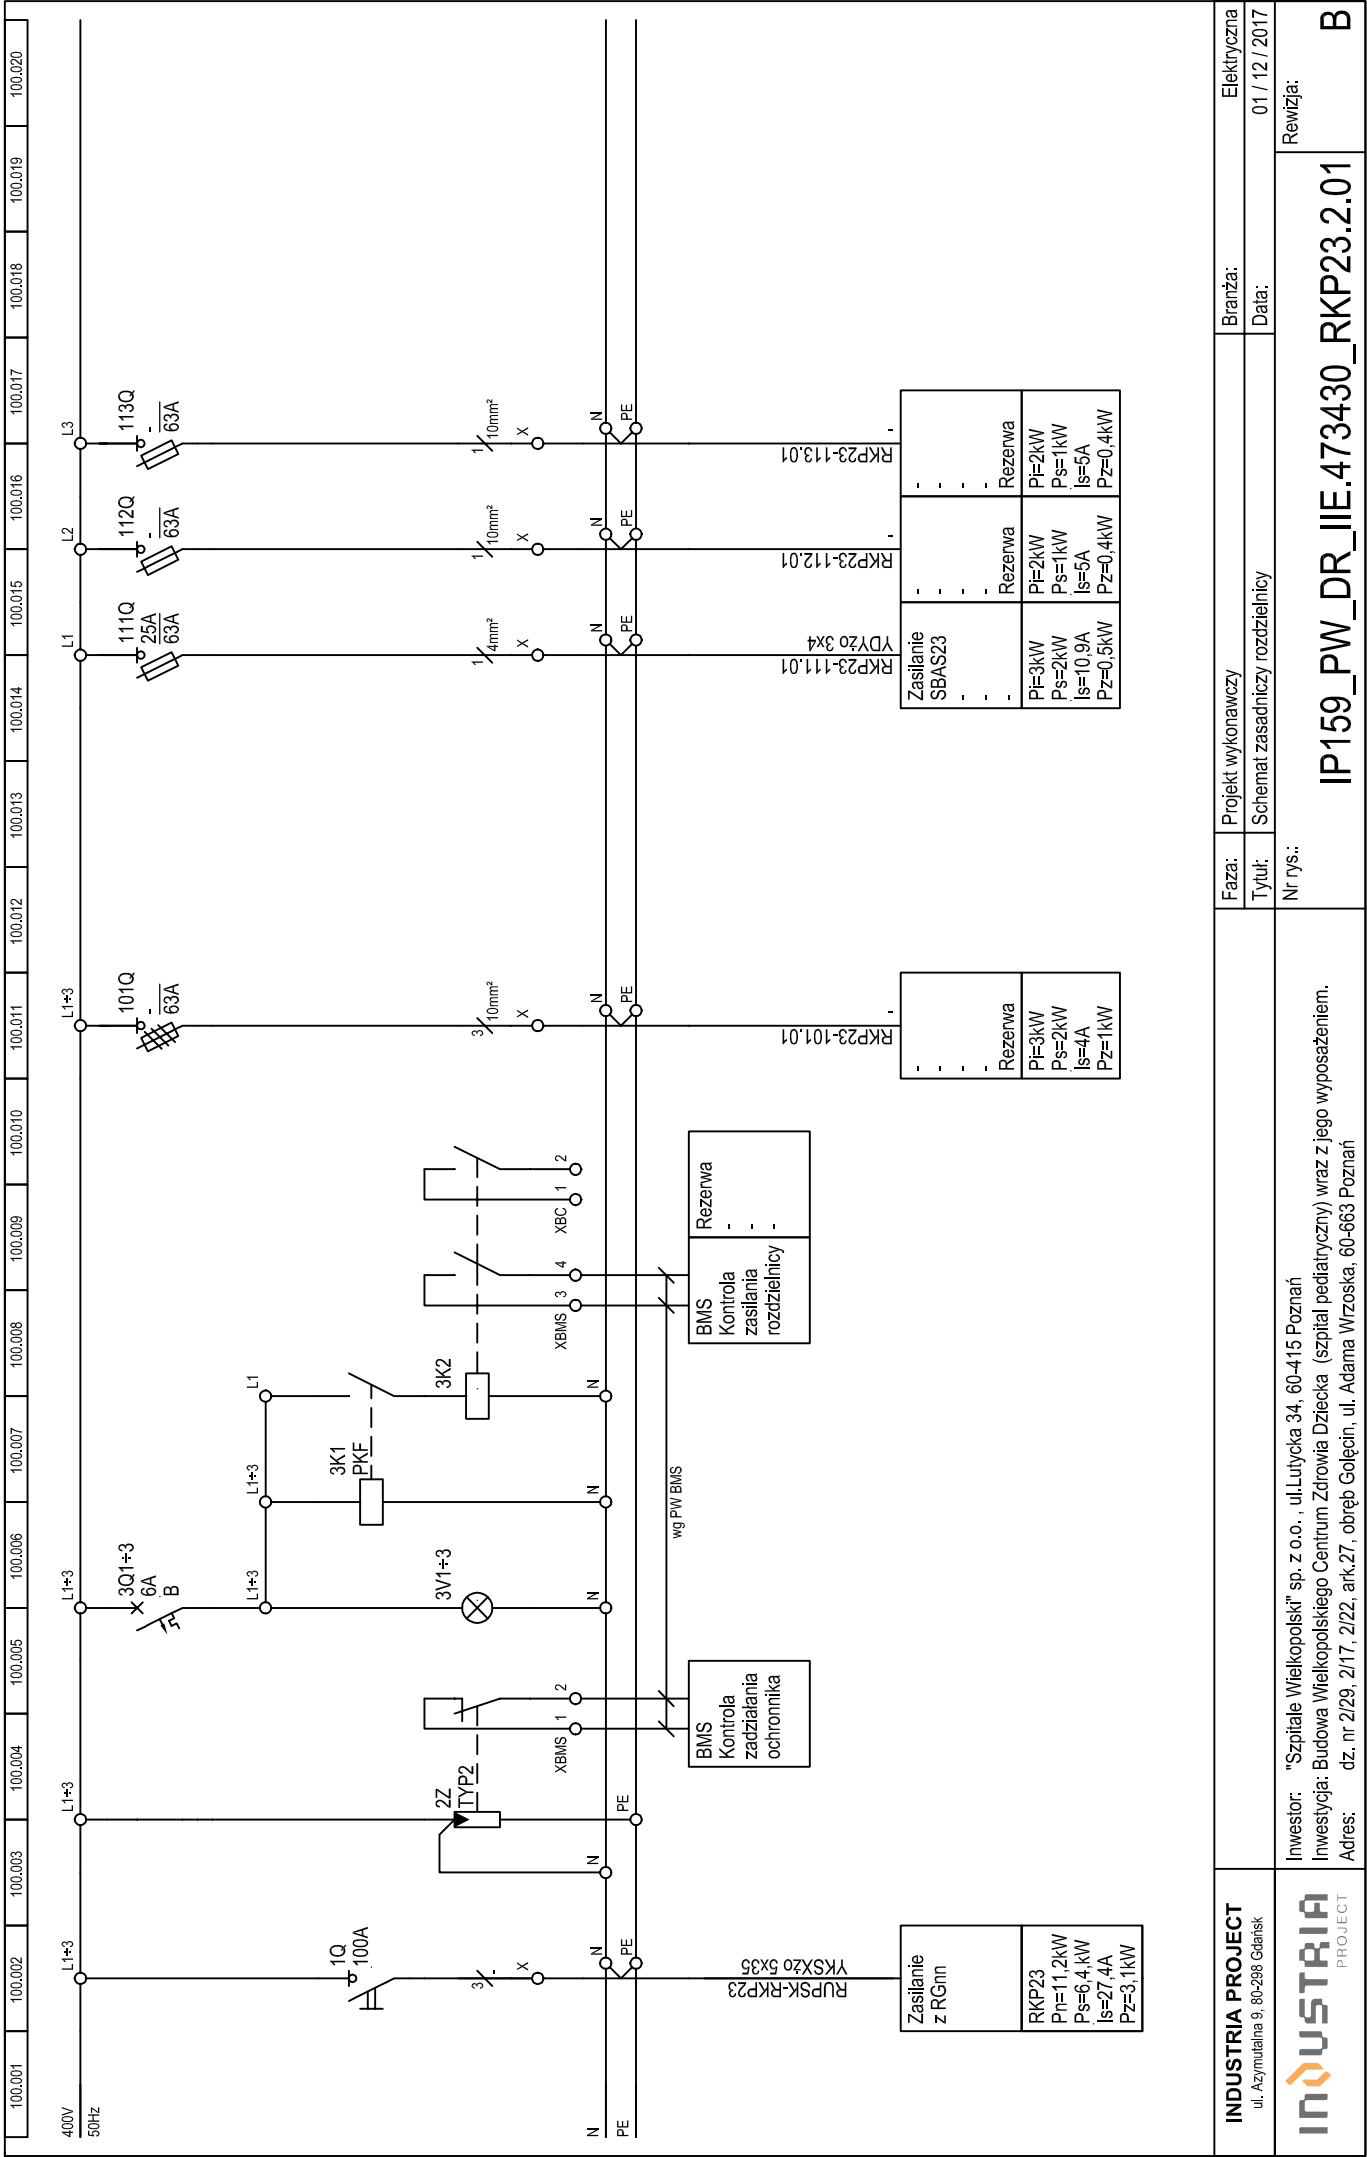 100.001 100.002 100.003 100.004 100.005 100.006 100.007 100.008 100.009 100.010 100.011 100.012 100.013 100.014 100.015 100.016 100.017 100.018 100.019 100.020
400V
50Hz
L1÷3
1Q
100A
3
-
X
N
PE
N
PE
RUPSK-RKP23
YKSXżo 5x35
Zasilanie
z RGnn
RKP23
Pn=11,2kW
Ps=6,4,kW
Is=27,4A
Pz=3,1kW
L1÷3
2Z
TYP2
N
PE
XBMS 1 2
BMS
Kontrola
zadziałania
ochronnika
wg PW BMS
L1÷3
3Q1÷3
6A
B
L1÷3
3V1÷3
N
L1÷3
3K1
PKF
N
L1
3K2
N
XBMS 3 4
BMS
Kontrola
zasilania
rozdzielnicy
XBC 1 2
Rezerwa
-
-
-
L1÷3
101Q
-
63A
3
10mm²
X
N
PE
RKP23-101.01
-
-
-
-
- Rezerwa
Pi=3kW
Ps=2kW
Is=4A
Pz=1kW
L1
111Q
25A
63A
1
4mm²
X
N
PE
RKP23-111.01
YDYżo 3x4
Zasilanie
SBAS23
-
-
-
Pi=3kW
Ps=2kW
Is=10,9A
Pz=0,5kW
L2
112Q
-
63A
1
10mm²
X
N
PE
RKP23-112.01
-
-
-
-
- Rezerwa
Pi=2kW
Ps=1kW
Is=5A
Pz=0,4kW
L3
113Q
-
63A
1
10mm²
X
N
PE
RKP23-113.01
-
-
-
-
- Rezerwa
Pi=2kW
Ps=1kW
Is=5A
Pz=0,4kW
INDUSTRIA PROJECT
ul. Azymutalna 9, 80-298 Gdańsk
INDUSTRIA
PROJECT
Inwestor: "Szpitale Wielkopolski" sp. z o.o. , ul.Lutycka 34, 60-415 Poznań
Inwestycja: Budowa Wielkopolskiego Centrum Zdrowia Dziecka (szpital pediatryczny) wraz z jego wyposażeniem.
Adres: dz. nr 2/29, 2/17, 2/22, ark.27, obręb Golęcin, ul. Adama Wrzoska, 60-663 Poznań
Faza: Projekt wykonawczy
Branża: Elektryczna
Tytuł: Schemat zasadniczy rozdzielnicy
Data: 01 / 12 / 2017
Nr rys.: IP159_PW_DR_IIE.473430_RKP23.2.01
Rewizja: B